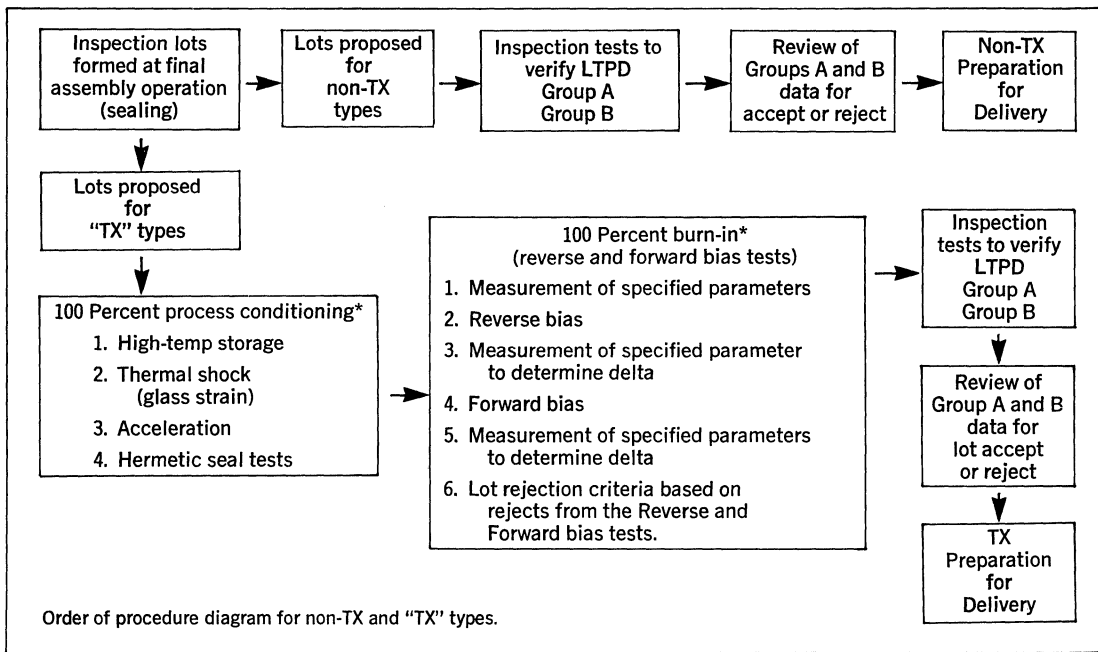 Inspection lots
formed at final
assembly operation
(sealing)
Lots proposed
for
non-TX
types
Inspection tests to
verify LTPD
Group A
Group B
Review of
Groups A and B
data for
accept or reject
Non-TX
Preparation
for
Delivery
Lots proposed
for
“TX” types
100 Percent process conditioning*
1. High-temp storage
2. Thermal shock
(glass strain)
3. Acceleration
4. Hermetic seal tests
100 Percent burn-in*
(reverse and forward bias tests)
1. Measurement of specified parameters
2. Reverse bias
3. Measurement of specified parameter
to determine delta
4. Forward bias
5. Measurement of specified parameters
to determine delta
6. Lot rejection criteria based on
rejects from the Reverse and
Forward bias tests.
Inspection
tests to verify
LTPD
Group A
Group B
Review of
Group A and B
data for
lot accept
or reject
TX
Preparation
for
Delivery
Order of procedure diagram for non-TX and “TX” types.